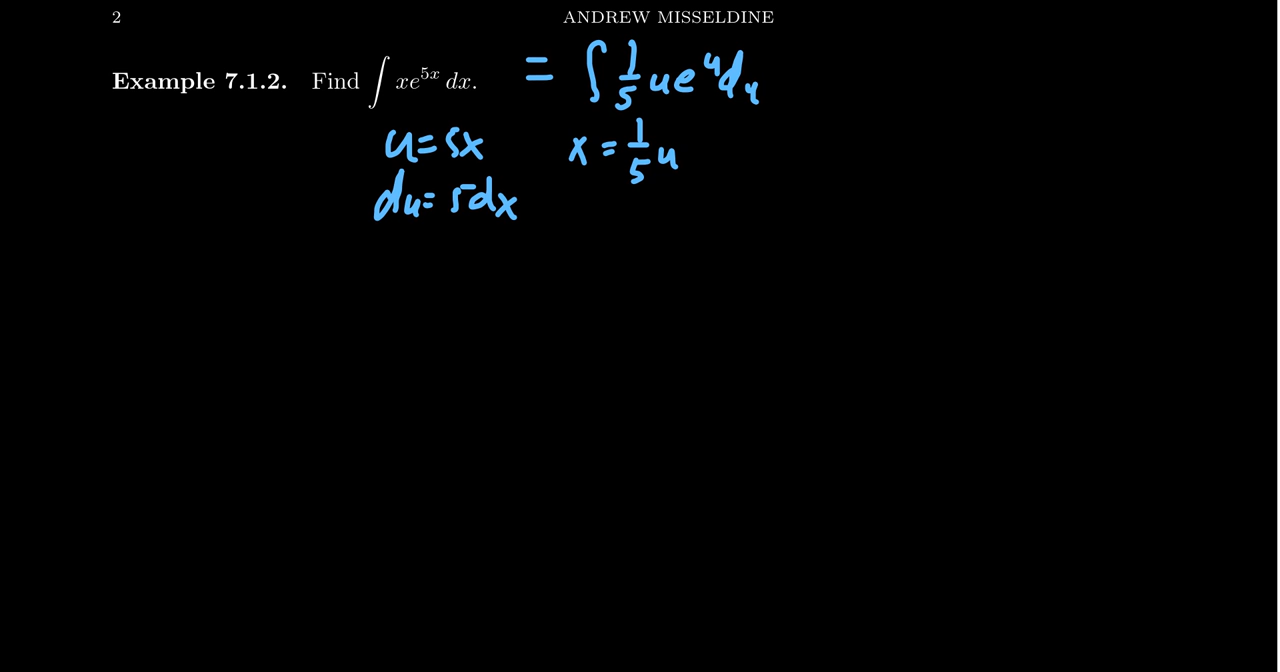 2 ANDREW MISSELDINE
Example 7.1.2. Find ∫ xe^{5x} dx. = ∫ 1/5 ue^u du
u = 5x x = 1/5 u
du = 5dx